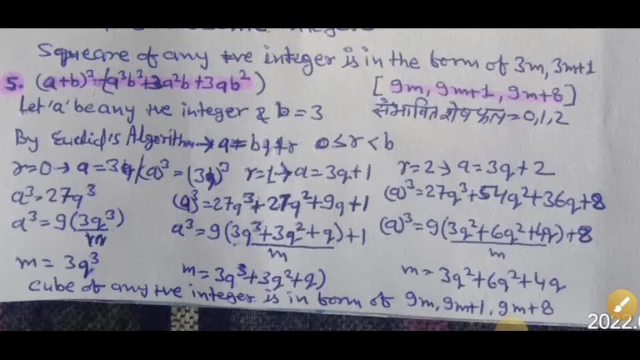 Square of any +ve integer is in the form of 3m, 3m+1
5. (a+b)³ = (a³b³+3a²b+3ab²) [9m, 9m+1, 9m+8]
Let 'a' be any +ve integer & b=3 संभावित शेषफल = 0,1,2
By Euclid's Algorithm → a = bq+r 0≤r<b
r=0 → a=3q (a)³=(3q)³ r=1 → a=3q+1 r=2 → a=3q+2
a³=27q³ (a)³=27q³+27q²+9q+1 (a)³=27q³+54q²+36q+8
a³=9(3q³) a³=9(3q³+3q²+q)+1 (a)³=9(3q³+6q²+4q)+8
m m m
m=3q³ m=3q³+3q²+q) m=3q²+6q²+4q
Cube of any +ve integer is in form of 9m, 9m+1, 9m+8
2022.